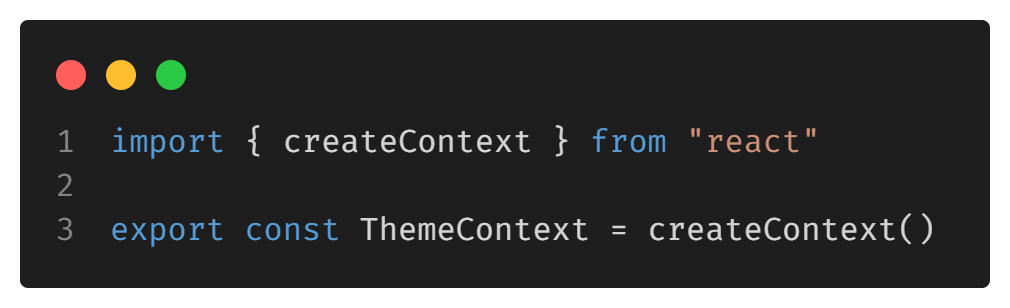 1 import { createContext } from "react"
2
3 export const ThemeContext = createContext()